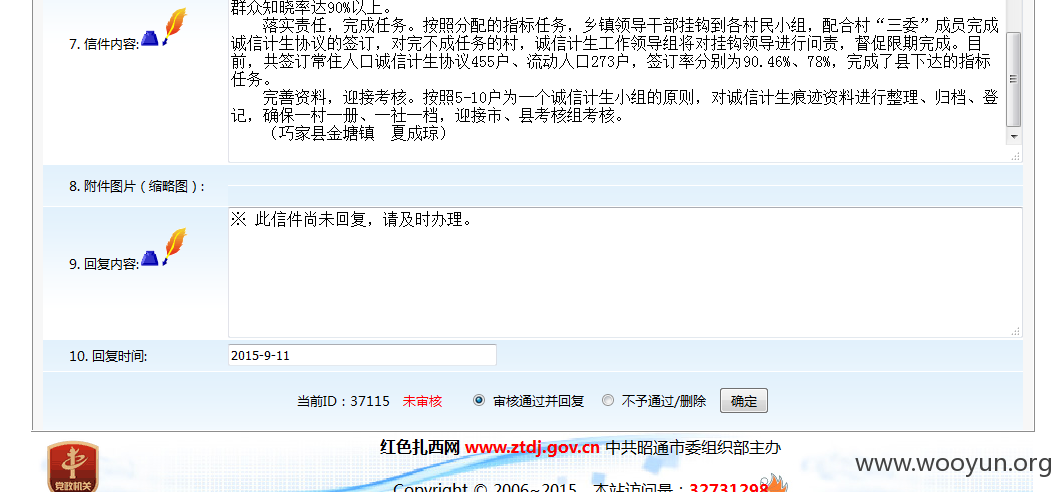 群众知晓率达90%以上。
落实责任，完成任务。按照分配的指标任务，乡镇领导干部挂钩到各村民小组，配合村“三委”成员完成
7. 信件内容:
诚信计生协议的签订，对完不成任务的村，诚信计生工作领导组将对挂钩领导进行问责，督促限期完成。目
前，共签订常住人口诚信计生协议455户、流动人口273户，签订率分别为90.46%、78%，完成了县下达的指标
任务。
完善资料，迎接考核。按照5-10户为一个诚信计生小组的原则，对诚信计生痕迹资料进行整理、归档、登
记，确保一村一册、一社一档，迎接市、县考核组考核。
（巧家县金塘镇　夏成琼）
8. 附件图片 ( 缩略图 )：
※ 此信件尚未回复，请及时办理。
9. 回复内容:
10. 回复时间:
2015-9-11
当前ID：37115 未审核 审核通过并回复 不予通过/删除 确定
红色扎西网 www.ztdj.gov.cn 中共昭通市委组织部主办
党政机关
www.wooyun.org
Copyright © 2006~2015 本站访问量：32731298